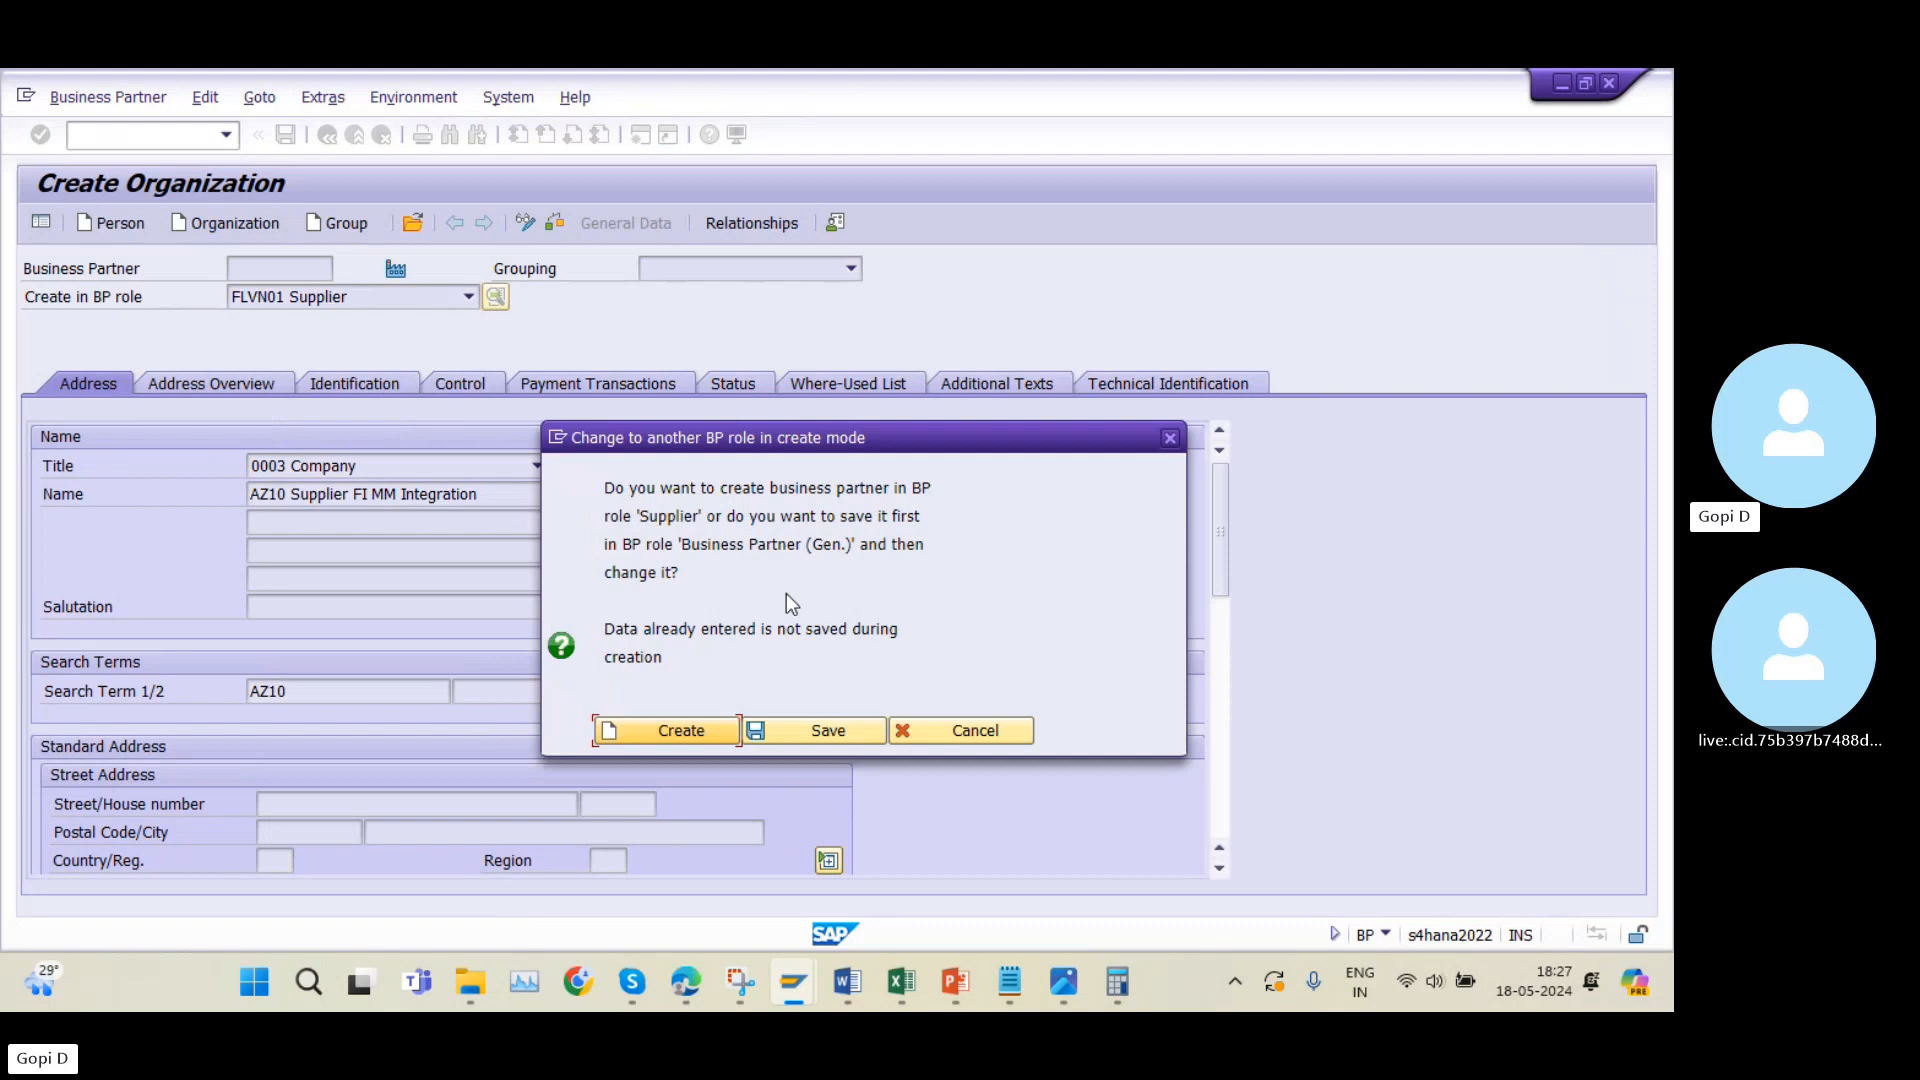 Business Partner Edit Goto Extras Environment System Help
Create Organization
Person Organization Group General Data Relationships
Business Partner Grouping
Create in BP role FLVN01 Supplier
Address Address Overview Identification Control Payment Transactions Status Where-Used List Additional Texts Technical Identification
Name
Title 0003 Company
Name AZ10 Supplier FI MM Integration
Salutation
Search Terms
Search Term 1/2 AZ10
Standard Address
Street Address
Street/House number
Postal Code/City
Country/Reg. Region
Change to another BP role in create mode
Do you want to create business partner in BP
role 'Supplier' or do you want to save it first
in BP role 'Business Partner (Gen.)' and then
change it?
Data already entered is not saved during
creation
Create Save Cancel
SAP
BP s4hana2022 INS
29°
ENG
IN
18:27
18-05-2024
PRE
Gopi D
live:.cid.75b397b7488d...
Gopi D